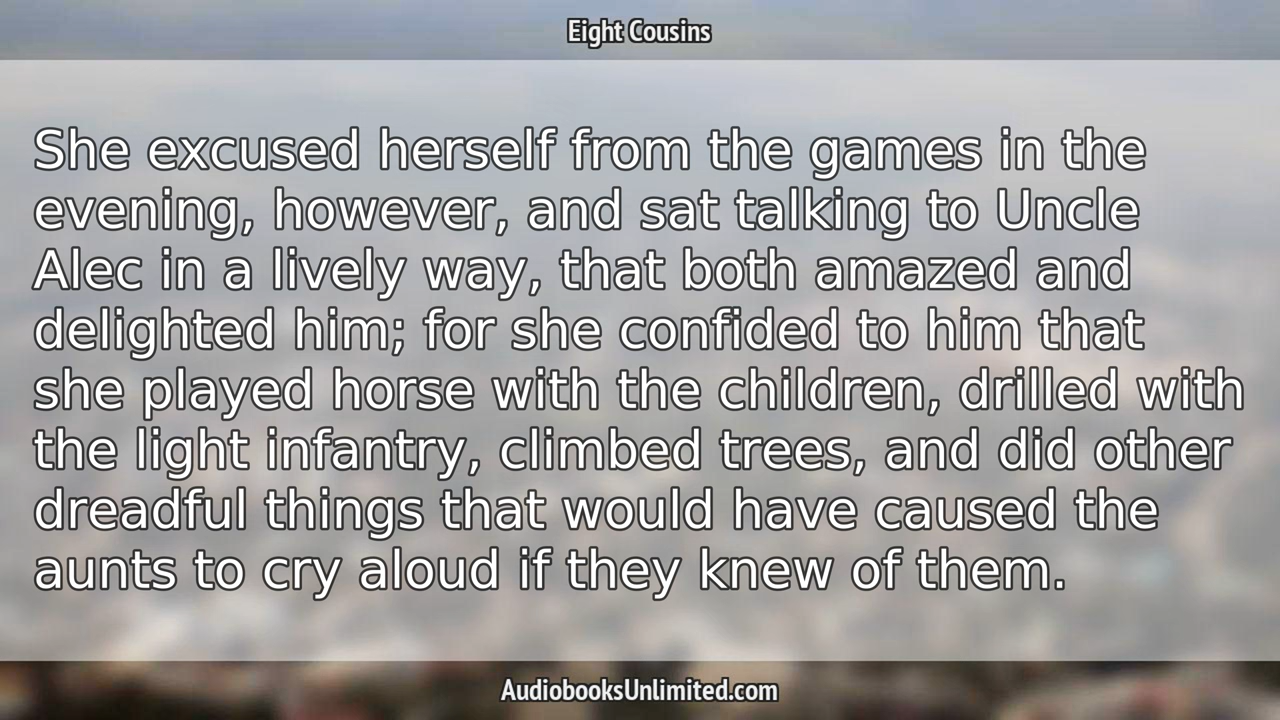 Eight Cousins
She excused herself from the games in the
evening, however, and sat talking to Uncle
Alec in a lively way, that both amazed and
delighted him; for she confided to him that
she played horse with the children, drilled with
the light infantry, climbed trees, and did other
dreadful things that would have caused the
aunts to cry aloud if they knew of them.
AudiobooksUnlimited.com